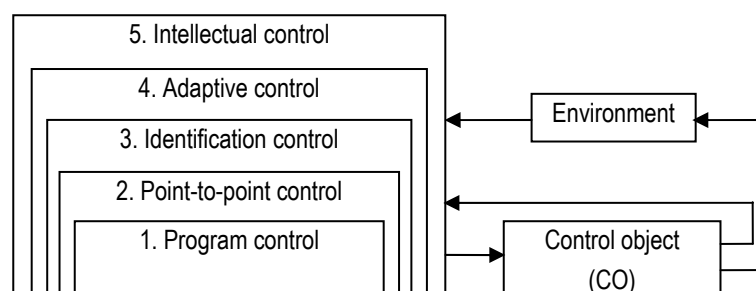 5. Intellectual control
4. Adaptive control
Environment
3. Identification control
2. Point-to-point control
1. Program control
Control object
(CO)